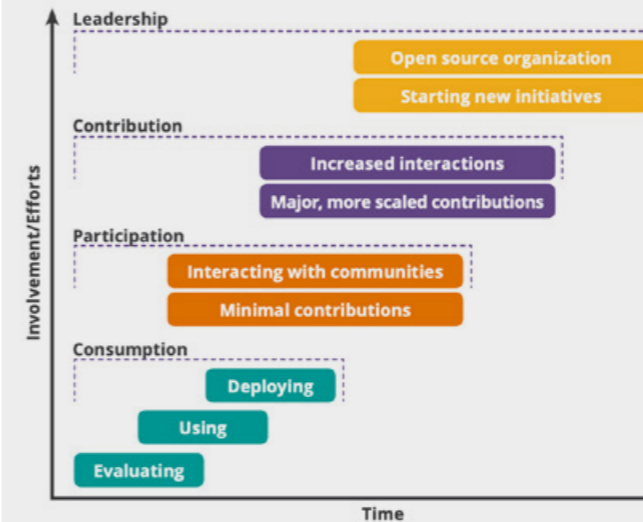 Leadership
Open source organization
Starting new initiatives
Contribution
Increased interactions
Major, more scaled contributions
Participation
Interacting with communities
Minimal contributions
Consumption
Deploying
Using
Evaluating
Involvement/Efforts
Time